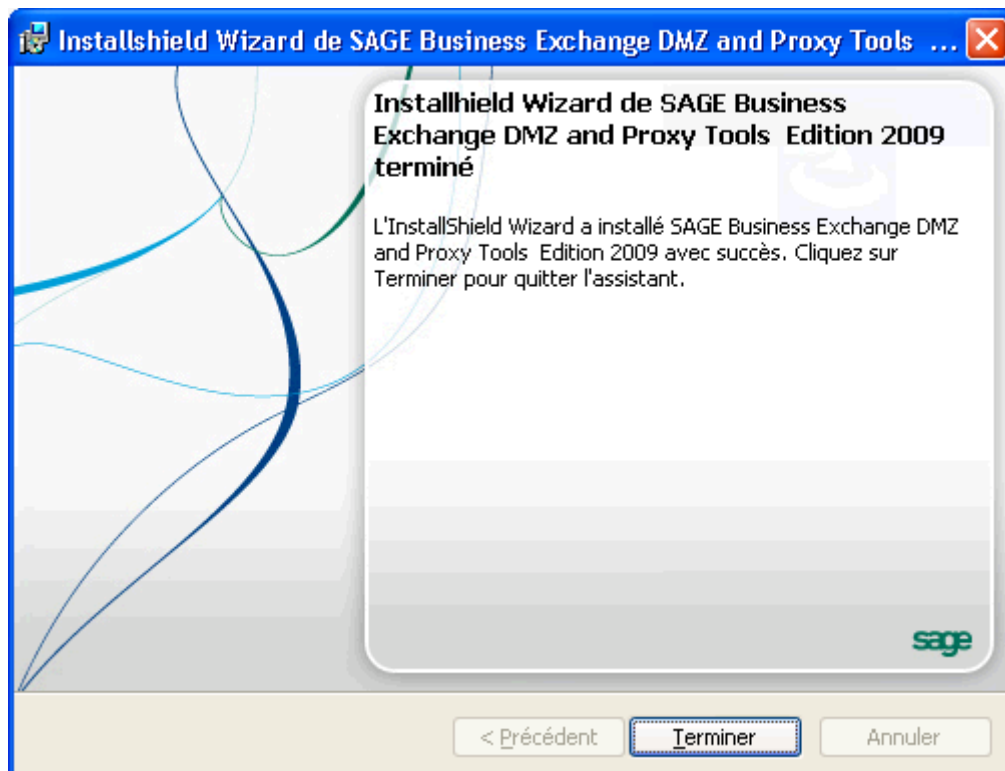 Installshield Wizard de SAGE Business Exchange DMZ and Proxy Tools ...
Installhield Wizard de SAGE Business
Exchange DMZ and Proxy Tools Edition 2009
terminé
L'InstallShield Wizard a installé SAGE Business Exchange DMZ
and Proxy Tools Edition 2009 avec succès. Cliquez sur
Terminer pour quitter l'assistant.
sage
< Précédent
Terminer
Annuler